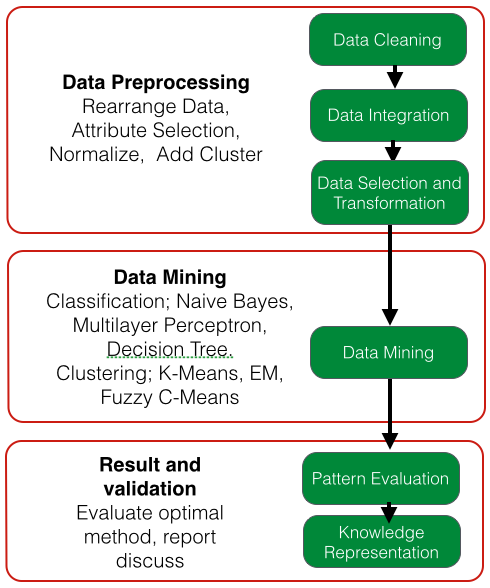 Data Preprocessing
Rearrange Data,
Attribute Selection,
Normalize,  Add Cluster
Data Cleaning
Data Integration
Data Selection and
Transformation
Data Mining
Classification; Naive Bayes,
Multilayer Perceptron,
Decision Tree.
Clustering; K-Means, EM,
Fuzzy C-Means
Data Mining
Result and
validation
Evaluate optimal
method, report
discuss
Pattern Evaluation
Knowledge
Representation